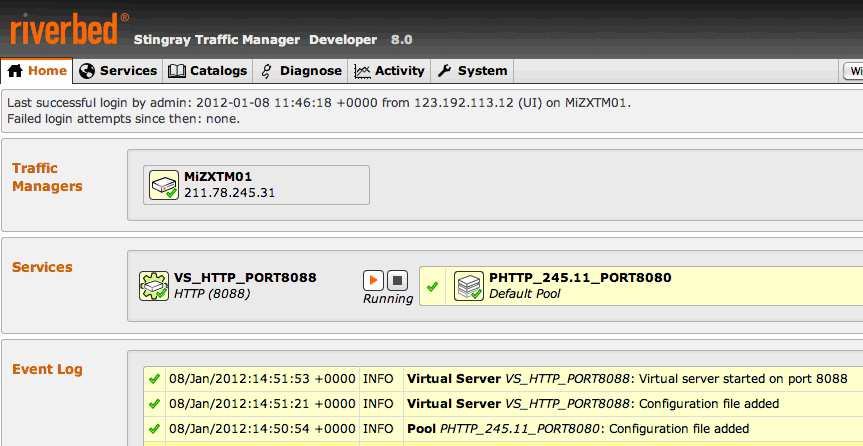 riverbed®
Stingray Traffic Manager Developer 8.0
Home Services Catalogs Diagnose Activity System Wi
Last successful login by admin: 2012-01-08 11:46:18 +0000 from 123.192.113.12 (UI) on MiZXTM01.
Failed login attempts since then: none.
Traffic Managers
MiZXTM01
211.78.245.31
Services
VS_HTTP_PORT8088
HTTP (8088)
Running
PHTTP_245.11_PORT8080
Default Pool
Event Log
08/Jan/2012:14:51:53 +0000 INFO Virtual Server VS_HTTP_PORT8088: Virtual server started on port 8088
08/Jan/2012:14:51:21 +0000 INFO Virtual Server VS_HTTP_PORT8088: Configuration file added
08/Jan/2012:14:50:54 +0000 INFO Pool PHTTP_245.11_PORT8080: Configuration file added